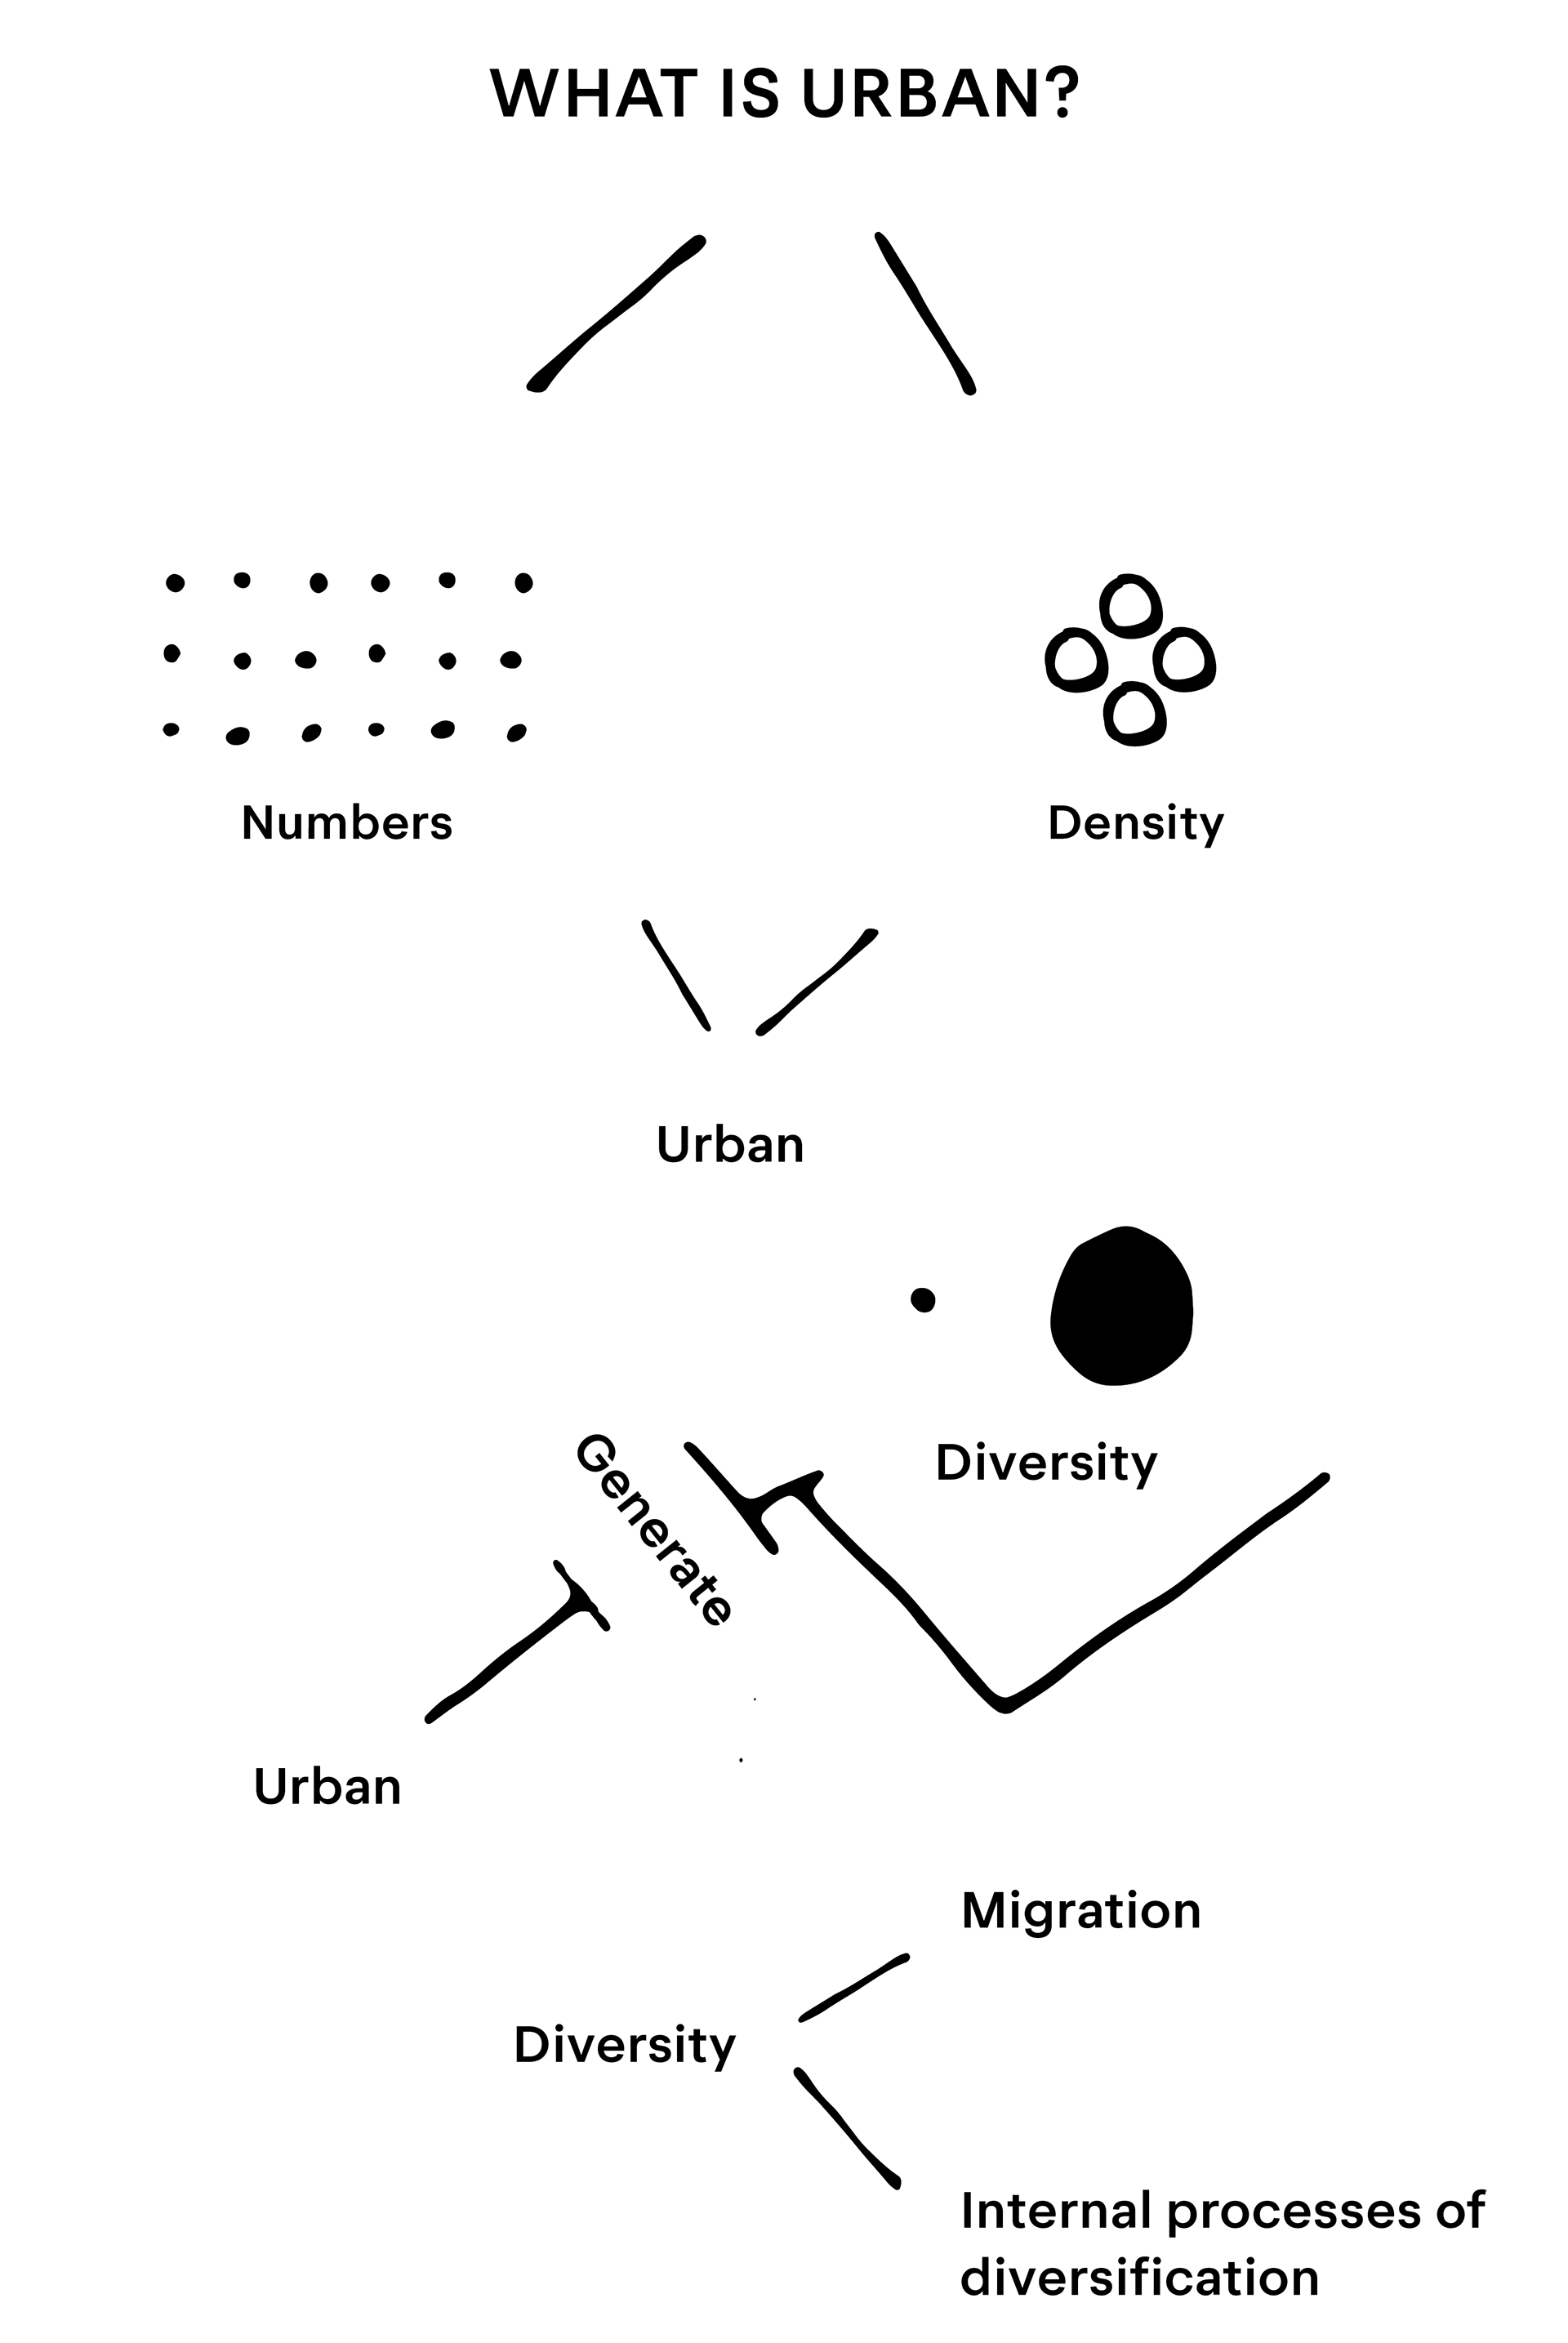 WHAT IS URBAN?
Numbers
Density
Urban
Diversity
Generate
Urban
Migration
Diversity
Internal processes of
diversification